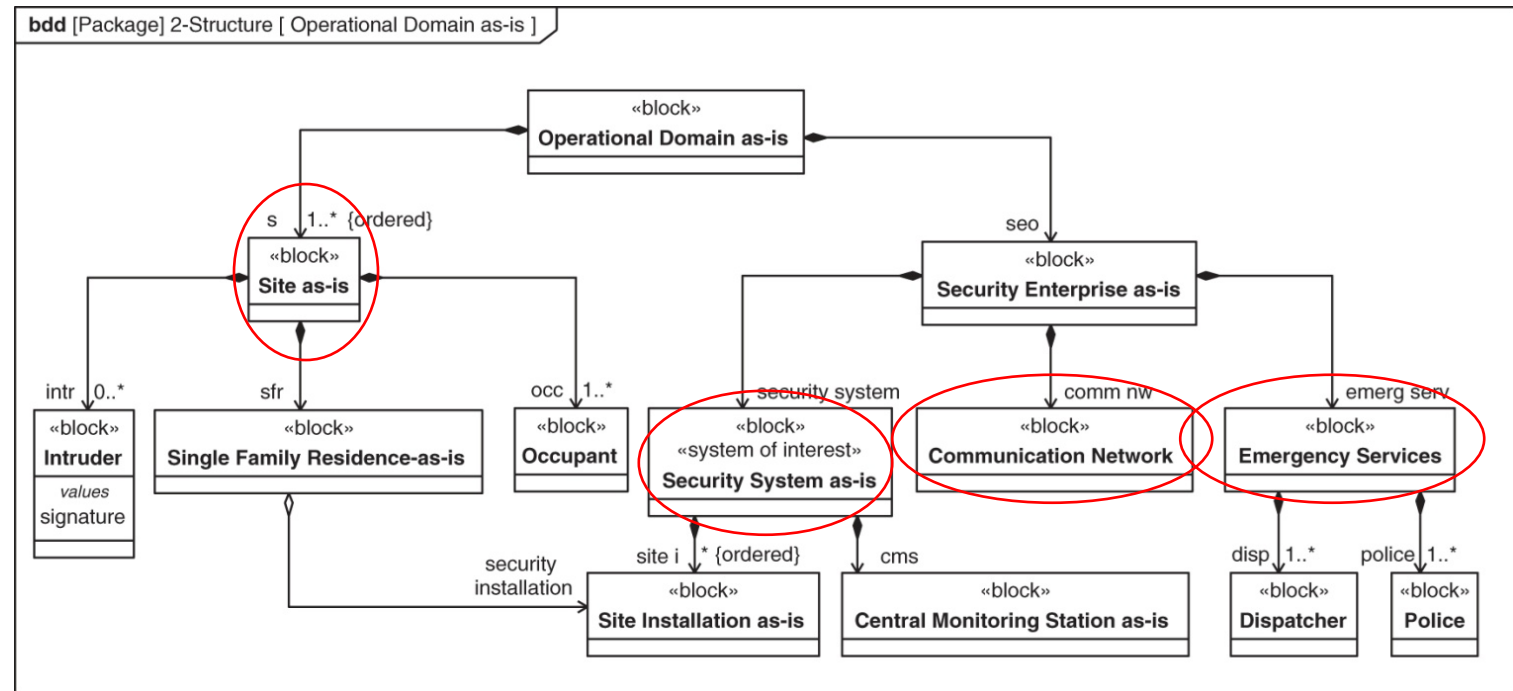 bdd [Package] 2-Structure [ Operational Domain as-is ]
«block»
Operational Domain as-is
s 1..* {ordered}
seo
«block»
Site as-is
«block»
Security Enterprise as-is
intr 0..*
sfr
occ 1..*
security system
comm nw
emerg serv
«block»
Intruder
values
signature
«block»
Single Family Residence-as-is
«block»
Occupant
«block»
«system of interest»
Security System as-is
«block»
Communication Network
«block»
Emergency Services
security
installation
site i * {ordered}
cms
disp 1..*
police 1..*
«block»
Site Installation as-is
«block»
Central Monitoring Station as-is
«block»
Dispatcher
«block»
Police